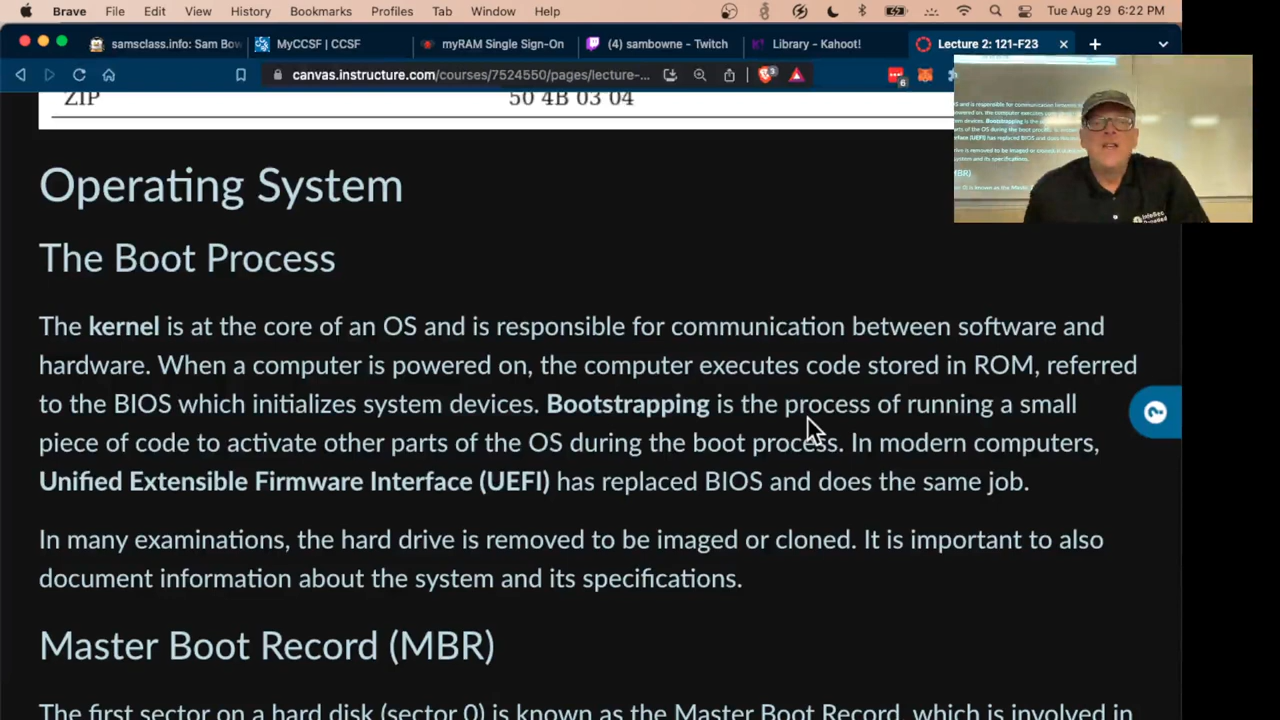 Brave File Edit View History Bookmarks Profiles Tab Window Help Tue Aug 29 6:22 PM
samsclass.info: Sam Bow MyCCSF | CCSF myRAM Single Sign-On (4) sambowne - Twitch Library - Kahoot! Lecture 2: 121-F23
canvas.instructure.com/courses/7524550/pages/lecture-...
3
6
ZIP 50 4B 03 04
Operating System
The Boot Process
The kernel is at the core of an OS and is responsible for communication between software and
hardware. When a computer is powered on, the computer executes code stored in ROM, referred
to the BIOS which initializes system devices. Bootstrapping is the process of running a small
piece of code to activate other parts of the OS during the boot process. In modern computers,
Unified Extensible Firmware Interface (UEFI) has replaced BIOS and does the same job.
In many examinations, the hard drive is removed to be imaged or cloned. It is important to also
document information about the system and its specifications.
Master Boot Record (MBR)
The first sector on a hard disk (sector 0) is known as the Master Boot Record, which is involved in